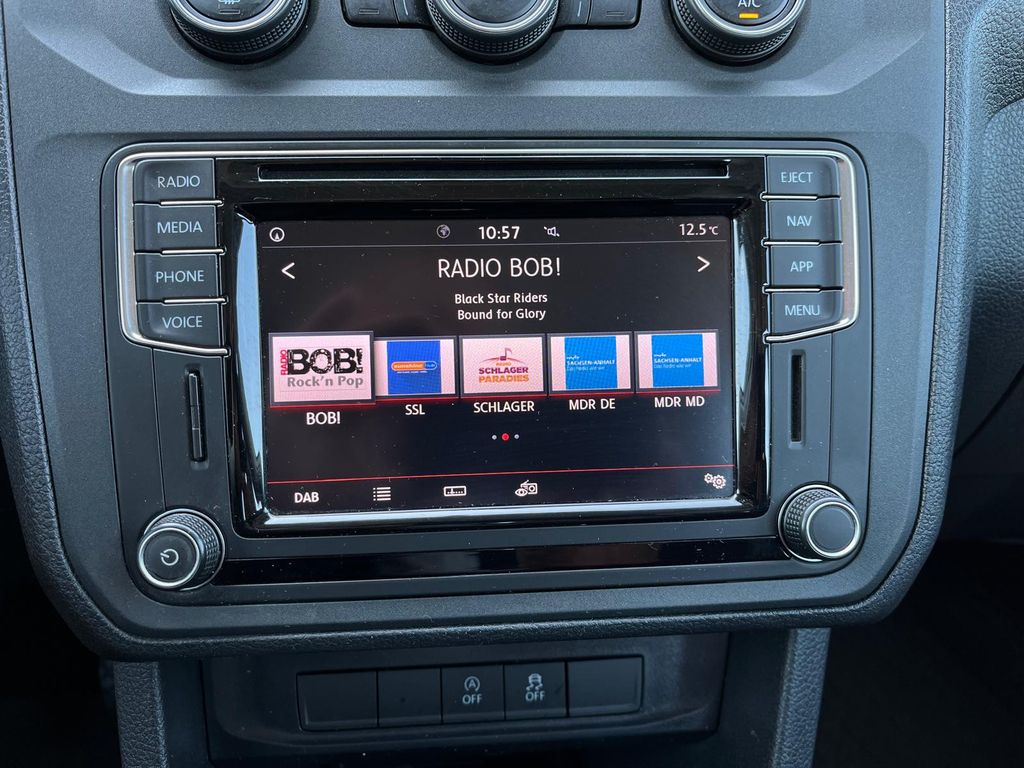 A/C
RADIO
EJECT
MEDIA
NAV
PHONE
APP
VOICE
MENU
10:57
12.5°C
< RADIO BOB! >
Black Star Riders
Bound for Glory
RADIO BOB!
Rock'n Pop
SCHLAGER
PARADIES
SACHSEN-ANHALT
SACHSEN-ANHALT
BOB!
SSL
SCHLAGER
MDR DE
MDR MD
DAB
A OFF
OFF